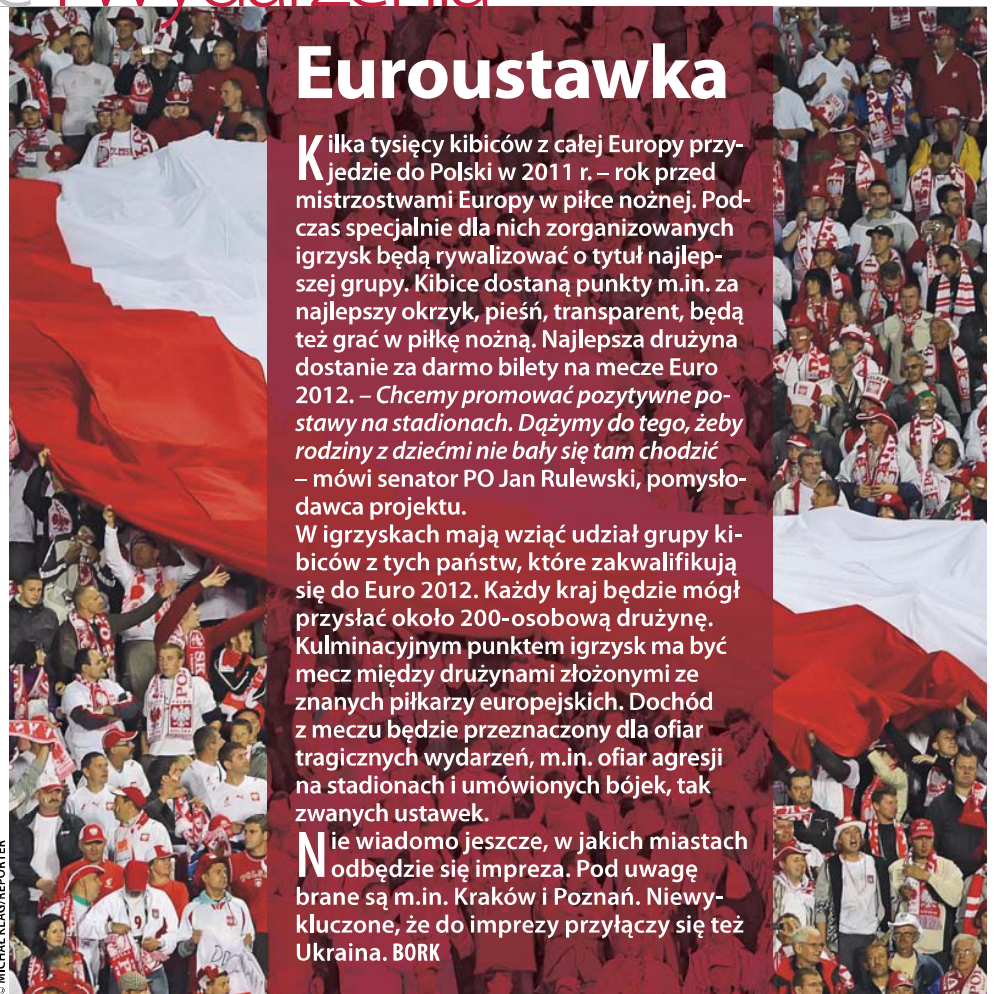 i wydarzenia
Euroustawka
Kilka tysięcy kibiców z całej Europy przy-
jedzie do Polski w 2011 r. – rok przed
mistrzostwami Europy w piłce nożnej. Pod-
czas specjalnie dla nich zorganizowanych
igrzysk będą rywalizować o tytuł najlep-
szej grupy. Kibice dostaną punkty m.in. za
najlepszy okrzyk, pieśń, transparent, będą
też grać w piłkę nożną. Najlepsza drużyna
dostanie za darmo bilety na mecze Euro
2012. – Chcemy promować pozytywne po-
stawy na stadionach. Dążymy do tego, żeby
rodziny z dziećmi nie bały się tam chodzić
– mówi senator PO Jan Rulewski, pomysło-
dawca projektu.
W igrzyskach mają wziąć udział grupy ki-
biców z tych państw, które zakwalifikują
się do Euro 2012. Każdy kraj będzie mógł
przysłać około 200-osobową drużynę.
Kulminacyjnym punktem igrzysk ma być
mecz między drużynami złożonymi ze
znanych piłkarzy europejskich. Dochód
z meczu będzie przeznaczony dla ofiar
tragicznych wydarzeń, m.in. ofiar agresji
na stadionach i umówionych bójek, tak
zwanych ustawek.
Nie wiadomo jeszcze, w jakich miastach
odbędzie się impreza. Pod uwagę
brane są m.in. Kraków i Poznań. Niewy-
kluczone, że do imprezy przyłączy się też
Ukraina. BORK
© MICHAŁ KLAG/REPORTER